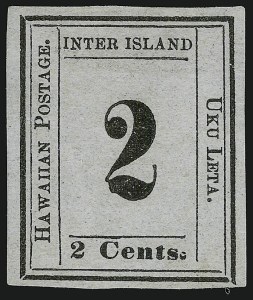 INTER ISLAND
HAWAIIAN POSTAGE.
2
UKU LETA.
2 Cents.